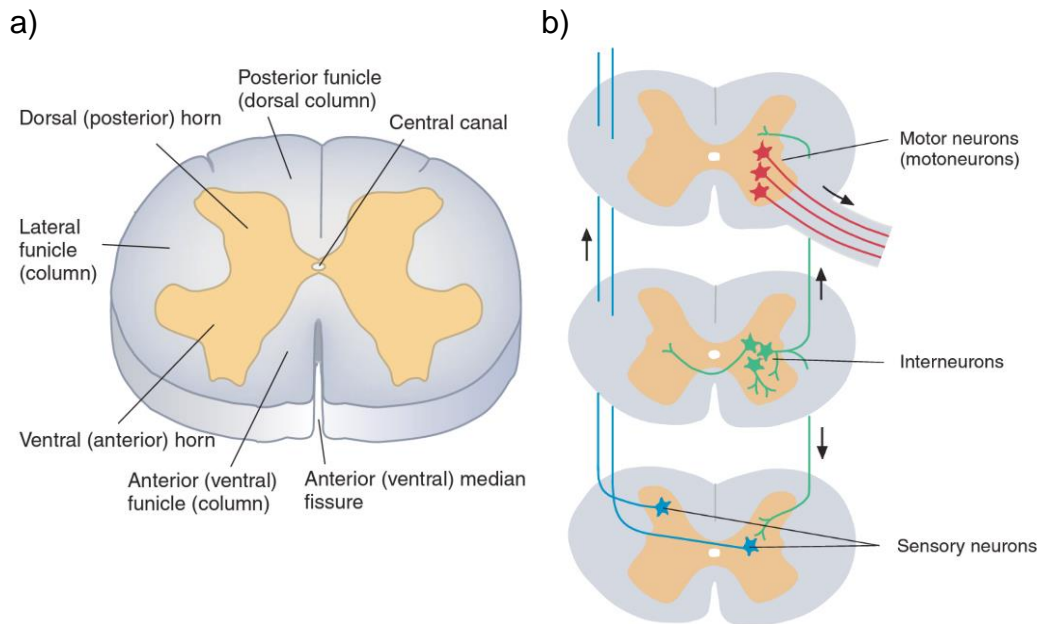 a)
Posterior funicle
(dorsal column)
Dorsal (posterior) horn
Central canal
Lateral
funicle
(column)
Ventral (anterior) horn
Anterior (ventral)
funicle (column)
Anterior (ventral) median
fissure
b)
Motor neurons
(motoneurons)
Interneurons
Sensory neurons